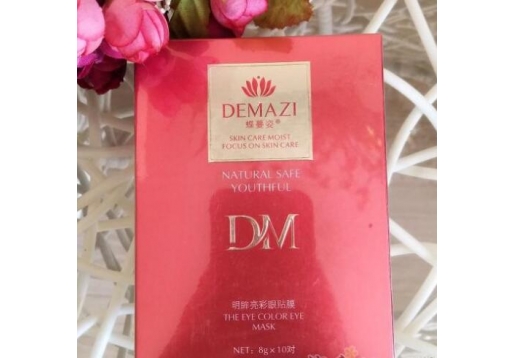 DEMAZI
蝶蔓姿®
SKIN CARE MOIST
FOCUS ON SKIN CARE
NATURAL SAFE
YOUTHFUL
DM
明眸亮彩眼贴膜
THE EYE COLOR EYE
MASK
NET: 8g×10对